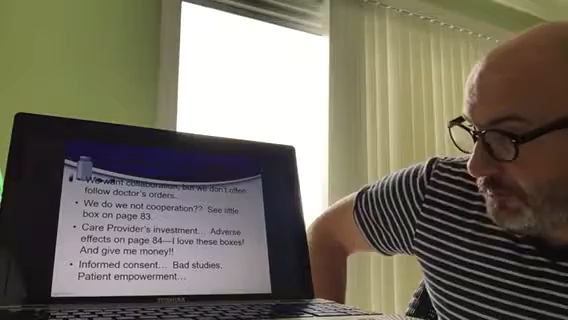 We want collaboration, but we don't often
follow doctor's orders.
• We do we not cooperation?? See little
box on page 83.
• Care Provider's investment... Adverse
effects on page 84—I love these boxes!
And give me money!!
• Informed consent... Bad studies.
Patient empowerment...
TOSHIBA